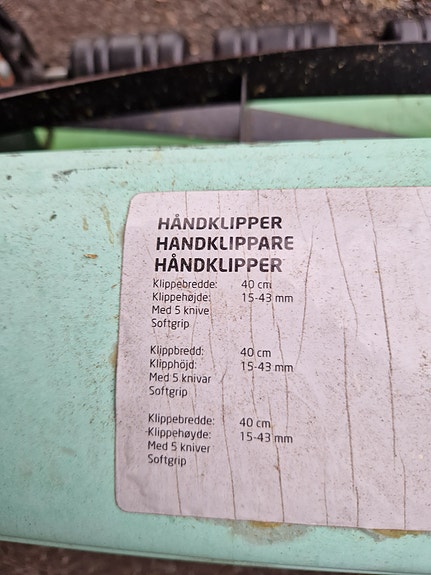 HÅNDKLIPPER
HANDKLIPPARE
HÅNDKLIPPER
Klippebredde: 40 cm
Klippehøjde: 15-43 mm
Med 5 knive
Softgrip
Klippbredd: 40 cm
Klipphöjd: 15-43 mm
Med 5 knivar
Softgrip
Klippebredde: 40 cm
Klippehøyde: 15-43 mm
Med 5 kniver
Softgrip